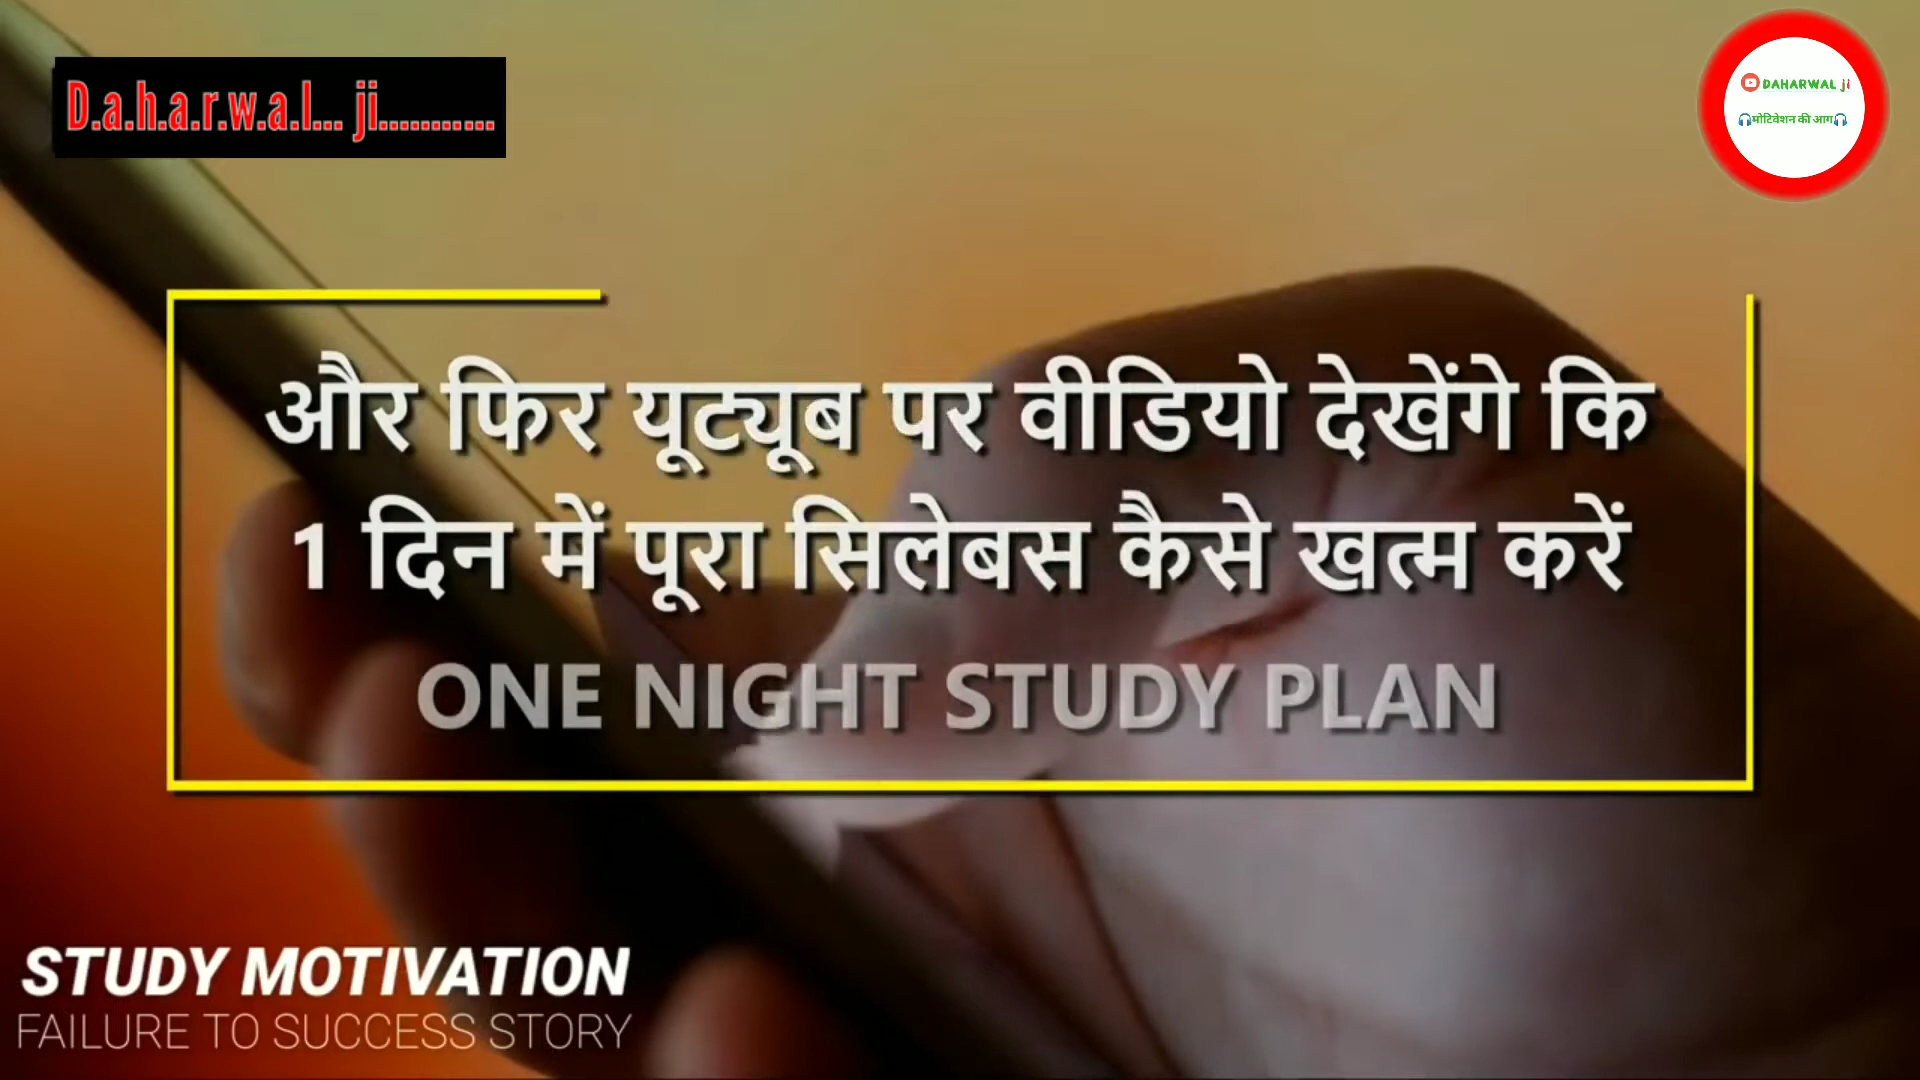 D.a.h.a.r.w.a.l... ji...........
DAHARWAL ji
मोटिवेशन की आग
और फिर यूट्यूब पर वीडियो देखेंगे कि
1 दिन में पूरा सिलेबस कैसे खत्म करें
ONE NIGHT STUDY PLAN
STUDY MOTIVATION
FAILURE TO SUCCESS STORY